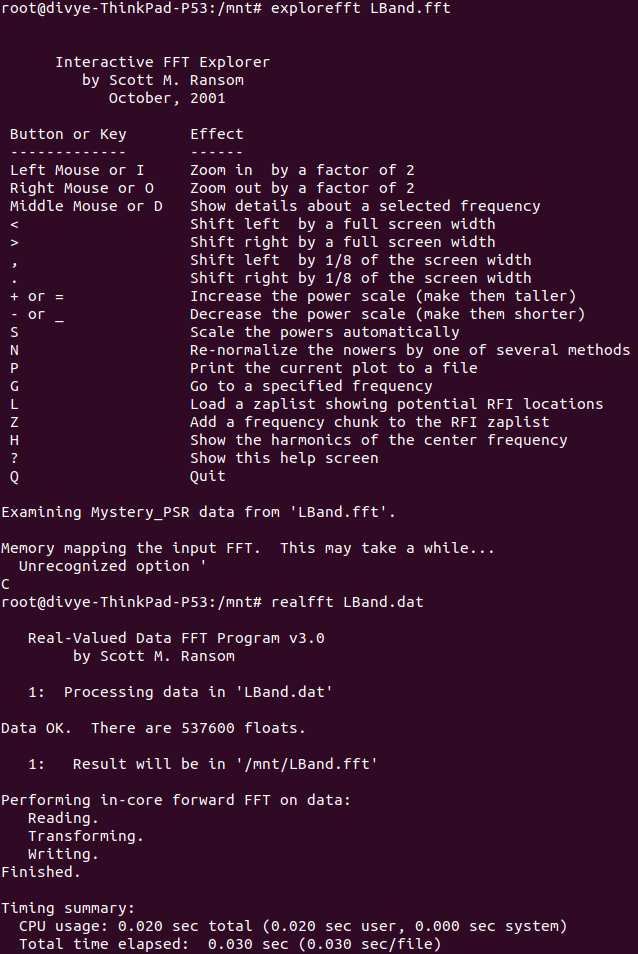 root@divye-ThinkPad-P53:/mnt# explorefft LBand.fft
Interactive FFT Explorer
by Scott M. Ransom
October, 2001
Button or Key Effect
------------- ------
Left Mouse or I Zoom in  by a factor of 2
Right Mouse or O Zoom out by a factor of 2
Middle Mouse or D Show details about a selected frequency
< Shift left  by a full screen width
> Shift right by a full screen width
, Shift left  by 1/8 of the screen width
. Shift right by 1/8 of the screen width
+ or = Increase the power scale (make them taller)
- or _ Decrease the power scale (make them shorter)
S Scale the powers automatically
N Re-normalize the nowers by one of several methods
P Print the current plot to a file
G Go to a specified frequency
L Load a zaplist showing potential RFI locations
Z Add a frequency chunk to the RFI zaplist
H Show the harmonics of the center frequency
? Show this help screen
Q Quit
Examining Mystery_PSR data from 'LBand.fft'.
Memory mapping the input FFT.  This may take a while...
Unrecognized option '
C
root@divye-ThinkPad-P53:/mnt# realfft LBand.dat
Real-Valued Data FFT Program v3.0
by Scott M. Ransom
1:  Processing data in 'LBand.dat'
Data OK.  There are 537600 floats.
1:   Result will be in '/mnt/LBand.fft'
Performing in-core forward FFT on data:
Reading.
Transforming.
Writing.
Finished.
Timing summary:
CPU usage: 0.020 sec total (0.020 sec user, 0.000 sec system)
Total time elapsed:  0.030 sec (0.030 sec/file)